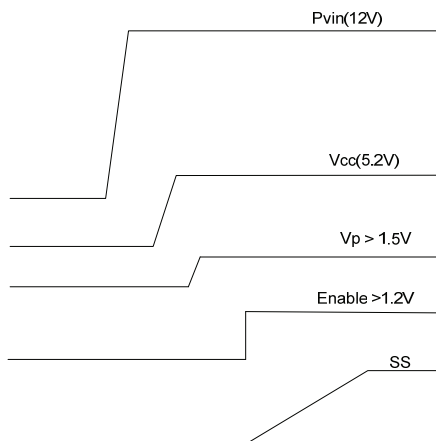 Pvin(12V)
Vcc(5.2V)
Vp > 1.5V
Enable >1.2V
SS